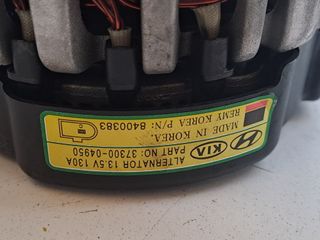 ALTERNATOR 13.5V 130A
PART NO: 37300-04950
KIA
MADE IN KOREA.
REMY KOREA P/N: 8400383